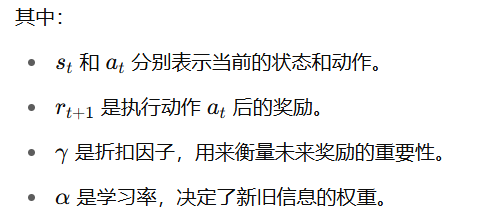 其中：
• s_t 和 a_t 分别表示当前的状态和动作。
• r_{t+1} 是执行动作 a_t 后的奖励。
• γ 是折扣因子，用来衡量未来奖励的重要性。
• α 是学习率，决定了新旧信息的权重。